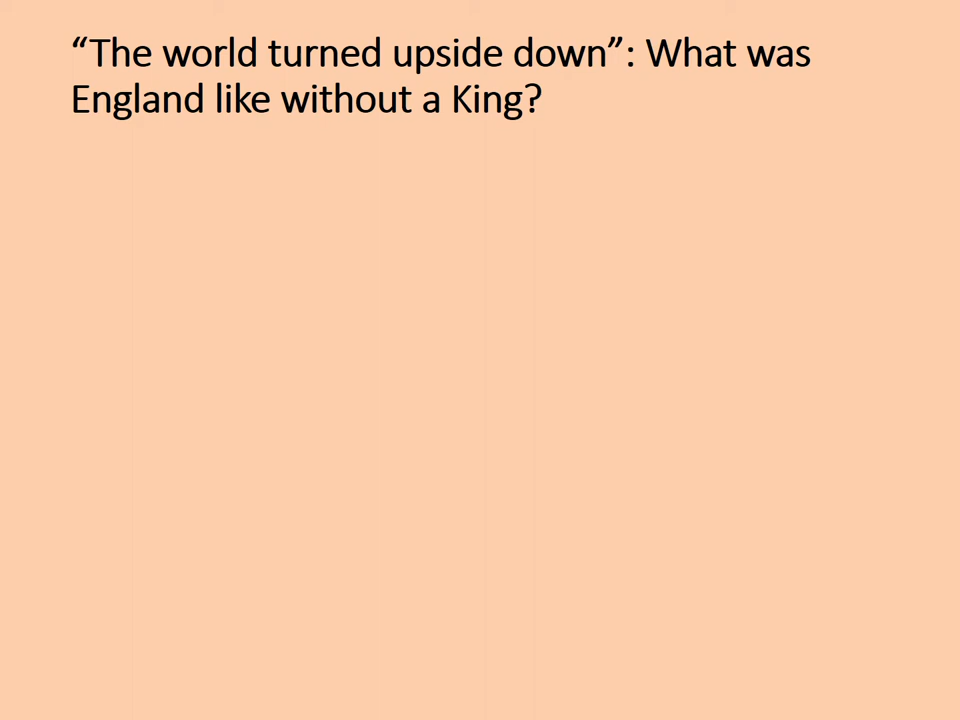 “The world turned upside down”: What was
England like without a King?